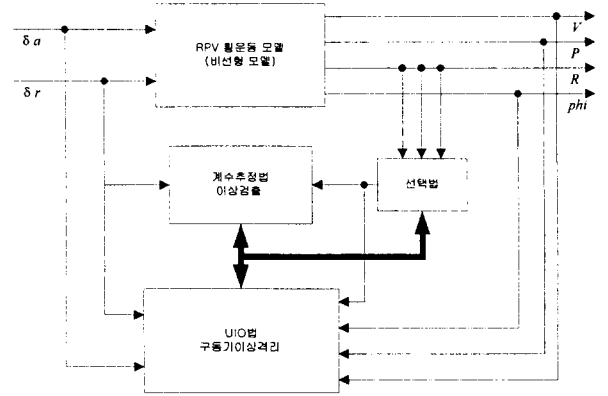 δ a
δ r
RPV 횡운동 모델
(비선형 모델)
V
P
R
phi
계수추정법
이상검출
선택법
UIO법
구동기이상격리